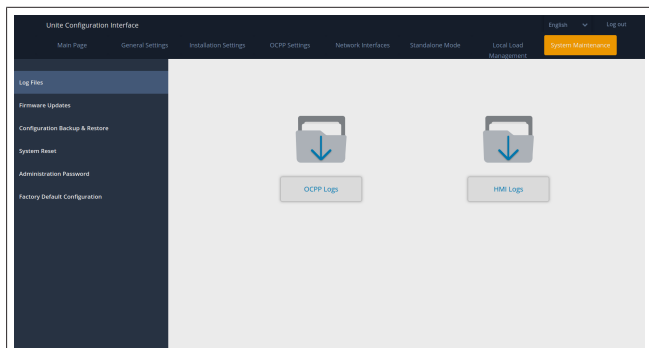 Unite Configuration Interface
English
Log out
Main Page
General Settings
Installation Settings
OCPP Settings
Network Interfaces
Standalone Mode
Local Load
Management
System Maintenance
Log Files
Firmware Updates
Configuration Backup & Restore
System Reset
Administration Password
Factory Default Configuration
OCPP Logs
HMI Logs